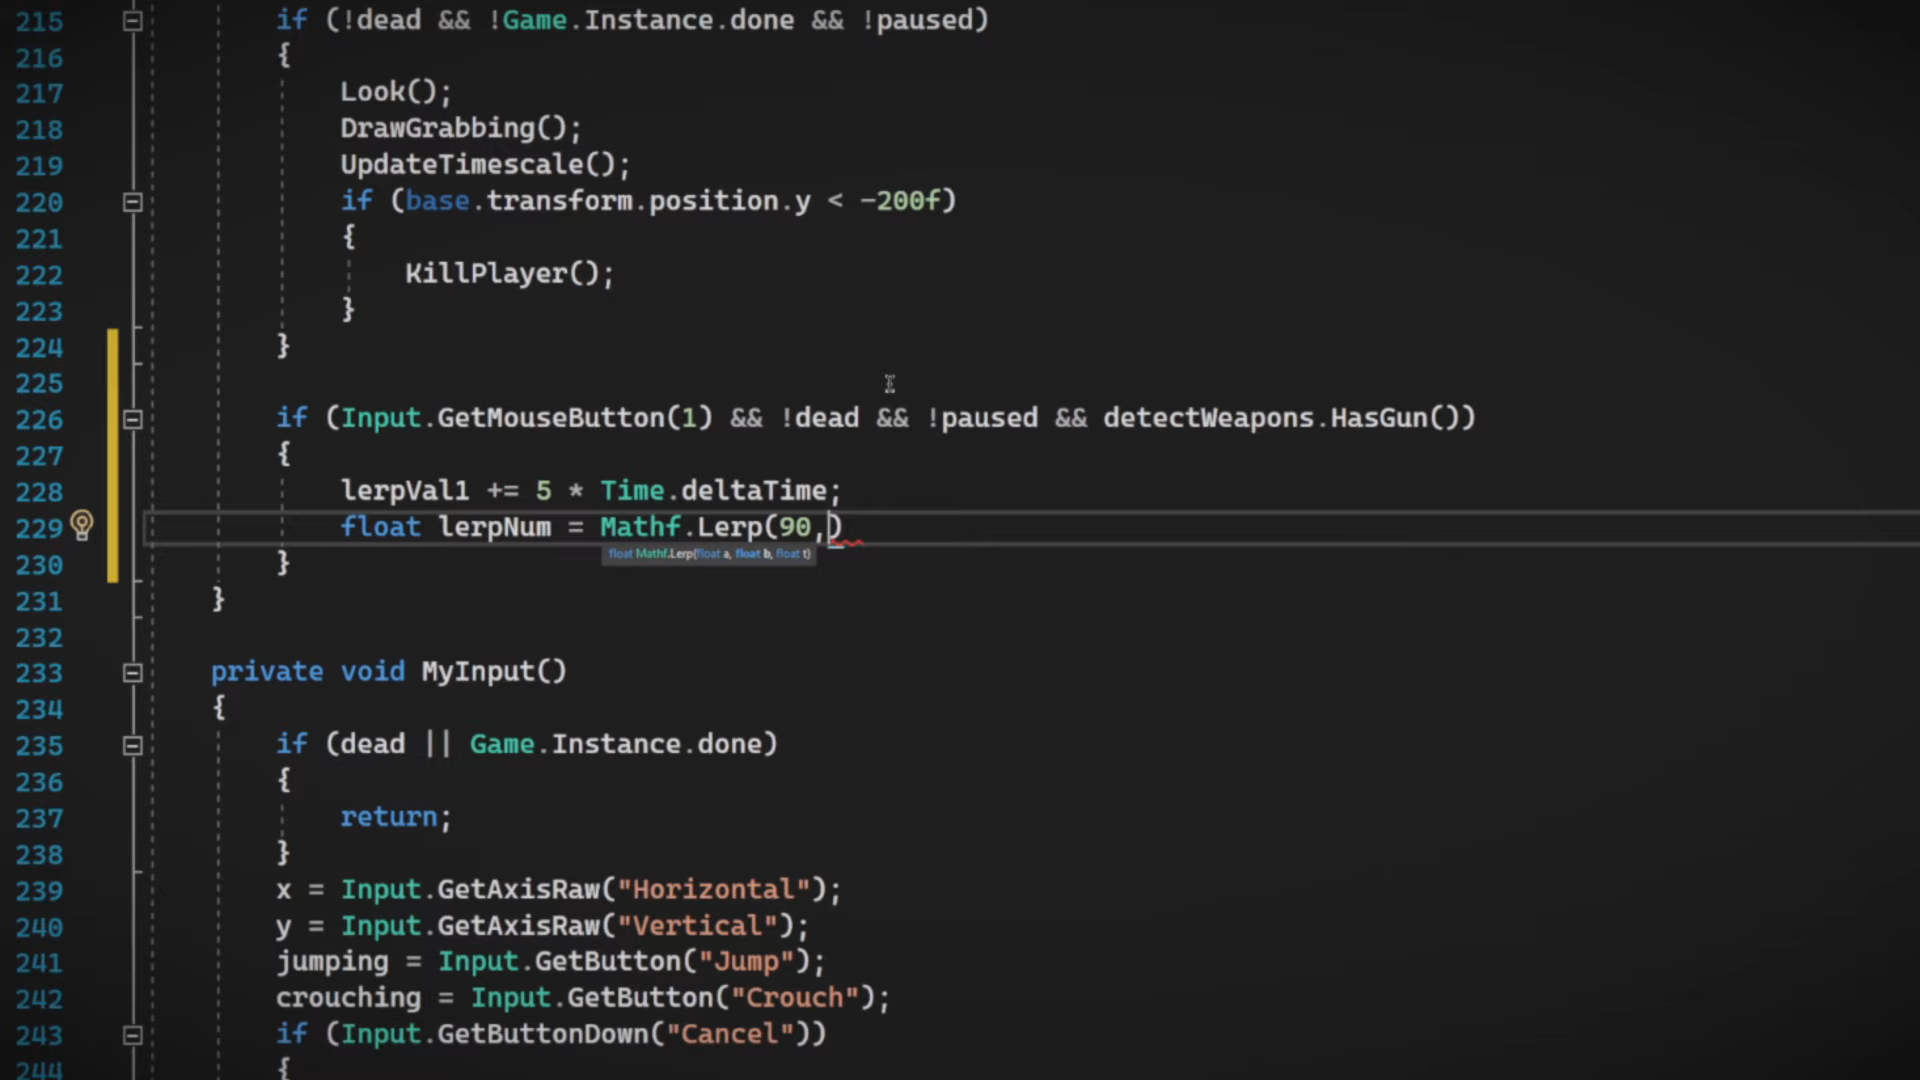 215 if (!dead && !Game.Instance.done && !paused)
216 {
217 Look();
218 DrawGrabbing();
219 UpdateTimescale();
220 if (base.transform.position.y < -200f)
221 {
222 KillPlayer();
223 }
224 }
225
226 if (Input.GetMouseButton(1) && !dead && !paused && detectWeapons.HasGun())
227 {
228 lerpVal1 += 5 * Time.deltaTime;
229 float lerpNum = Mathf.Lerp(90,)
float Mathf.Lerp(float a, float b, float t)
230 }
231 }
232
233 private void MyInput()
234 {
235 if (dead || Game.Instance.done)
236 {
237 return;
238 }
239 x = Input.GetAxisRaw("Horizontal");
240 y = Input.GetAxisRaw("Vertical");
241 jumping = Input.GetButton("Jump");
242 crouching = Input.GetButton("Crouch");
243 if (Input.GetButtonDown("Cancel"))
244 {